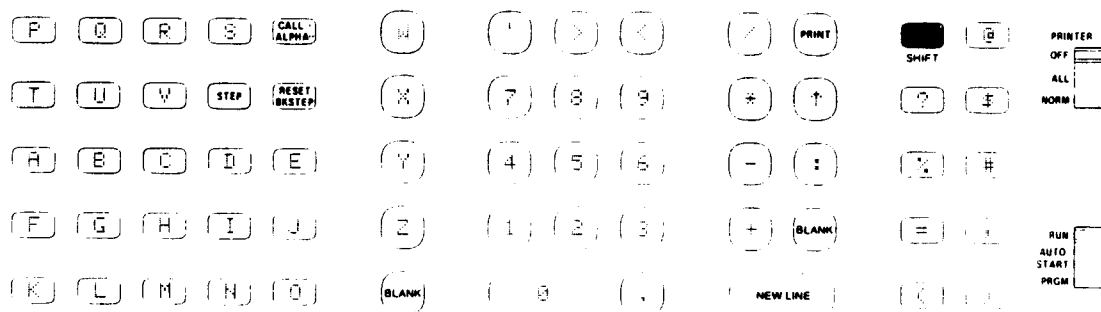 P Q R S CALL ALPHA W ' > < / PRINT SHIFT @ PRINTER
OFF
ALL
NORM
T U V STEP RESET BKSTEP X 7 8 9 * ↑ ? $
A B C D E Y 4 5 6 - : % #
F G H I J Z 1 2 3 + BLANK =
RUN
AUTO
START
PRGM
K L M N O BLANK 0 . NEW LINE (